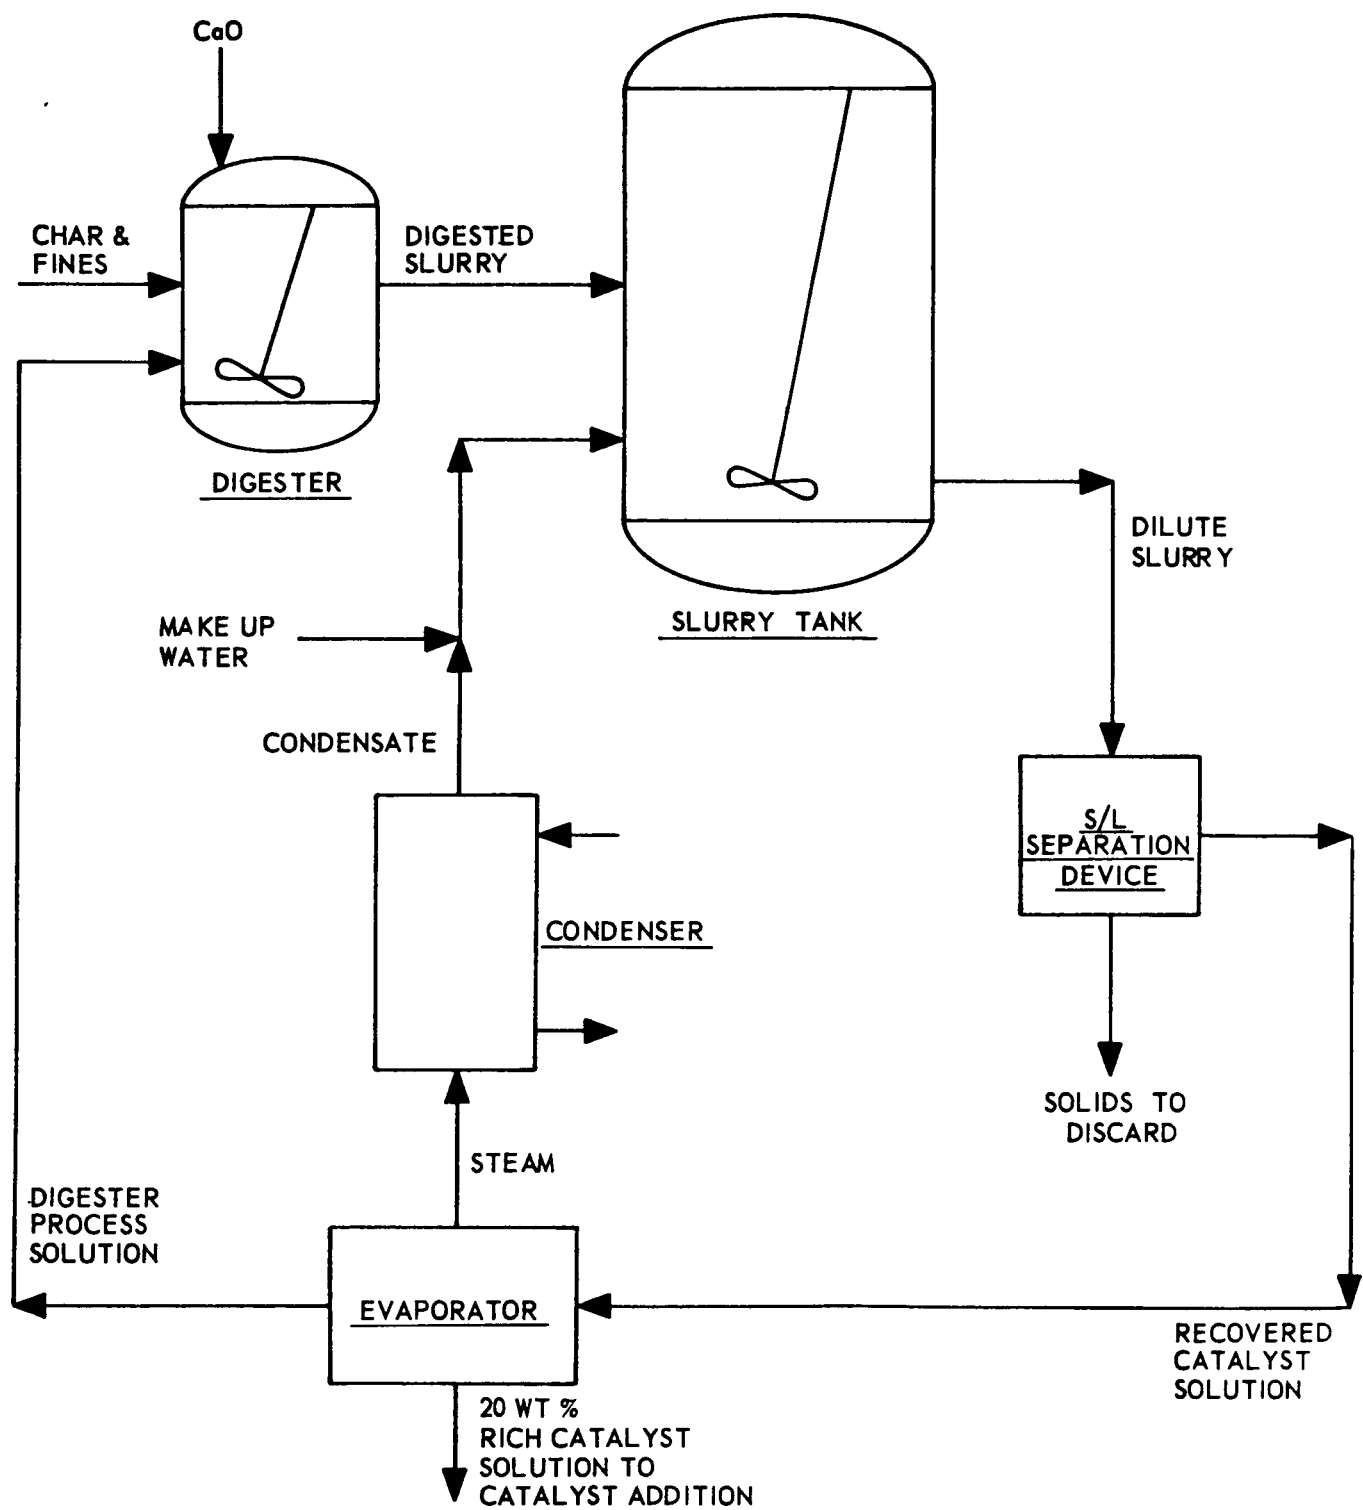 CaO
CHAR &
FINES
DIGESTED
SLURRY
DIGESTER
DILUTE
SLURRY
SLURRY TANK
MAKE UP
WATER
CONDENSATE
S/L
SEPARATION
DEVICE
CONDENSER
SOLIDS TO
DISCARD
STEAM
DIGESTER
PROCESS
SOLUTION
EVAPORATOR
RECOVERED
CATALYST
SOLUTION
20 WT %
RICH CATALYST
SOLUTION TO
CATALYST ADDITION